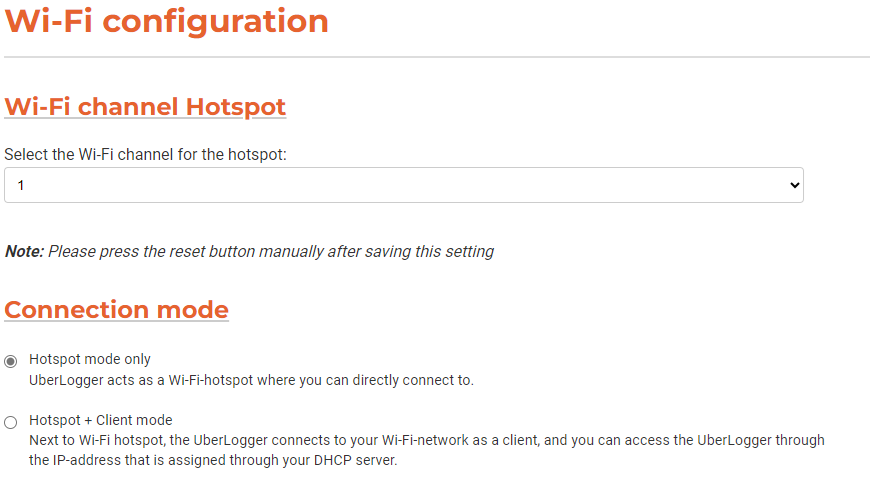 Wi-Fi configuration
Wi-Fi channel Hotspot
Select the Wi-Fi channel for the hotspot:
1
Note: Please press the reset button manually after saving this setting
Connection mode
Hotspot mode only
UberLogger acts as a Wi-Fi-hotspot where you can directly connect to.
Hotspot + Client mode
Next to Wi-Fi hotspot, the UberLogger connects to your Wi-Fi-network as a client, and you can access the UberLogger through
the IP-address that is assigned through your DHCP server.